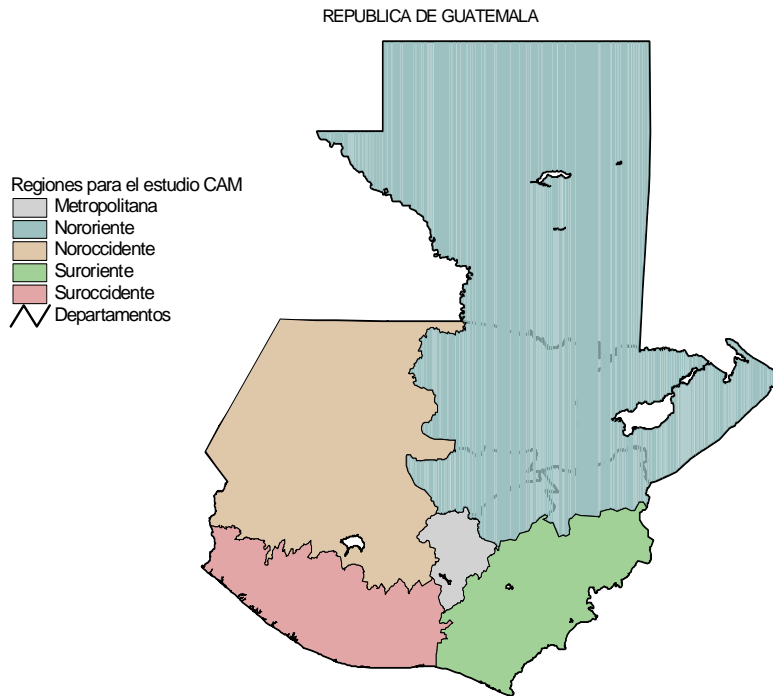 REPUBLICA DE GUATEMALA
Regiones para el estudio CAM
Metropolitana
Nororiente
Noroccidente
Suroriente
Suroccidente
Departamentos